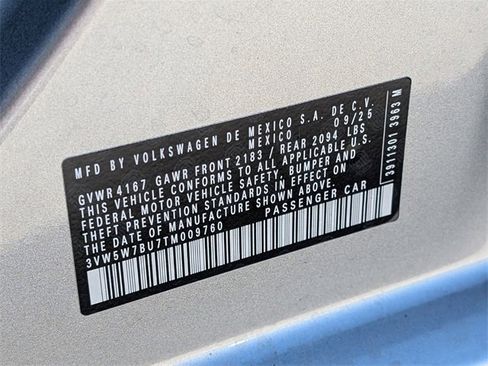 MFD BY VOLKSWAGEN DE MEXICO S.A. DE C.V.
MEXICO 09/25
GVWR 4167 GAWR FRONT 2183 / REAR 2094 LBS
THIS VEHICLE CONFORMS TO ALL APPLICABLE U.S.
FEDERAL MOTOR VEHICLE SAFETY, BUMPER AND
THEFT PREVENTION STANDARDS IN EFFECT ON
THE DATE OF MANUFACTURE SHOWN ABOVE.
3VW5W7BU7TM009760 PASSENGER CAR
3911301 3963 M